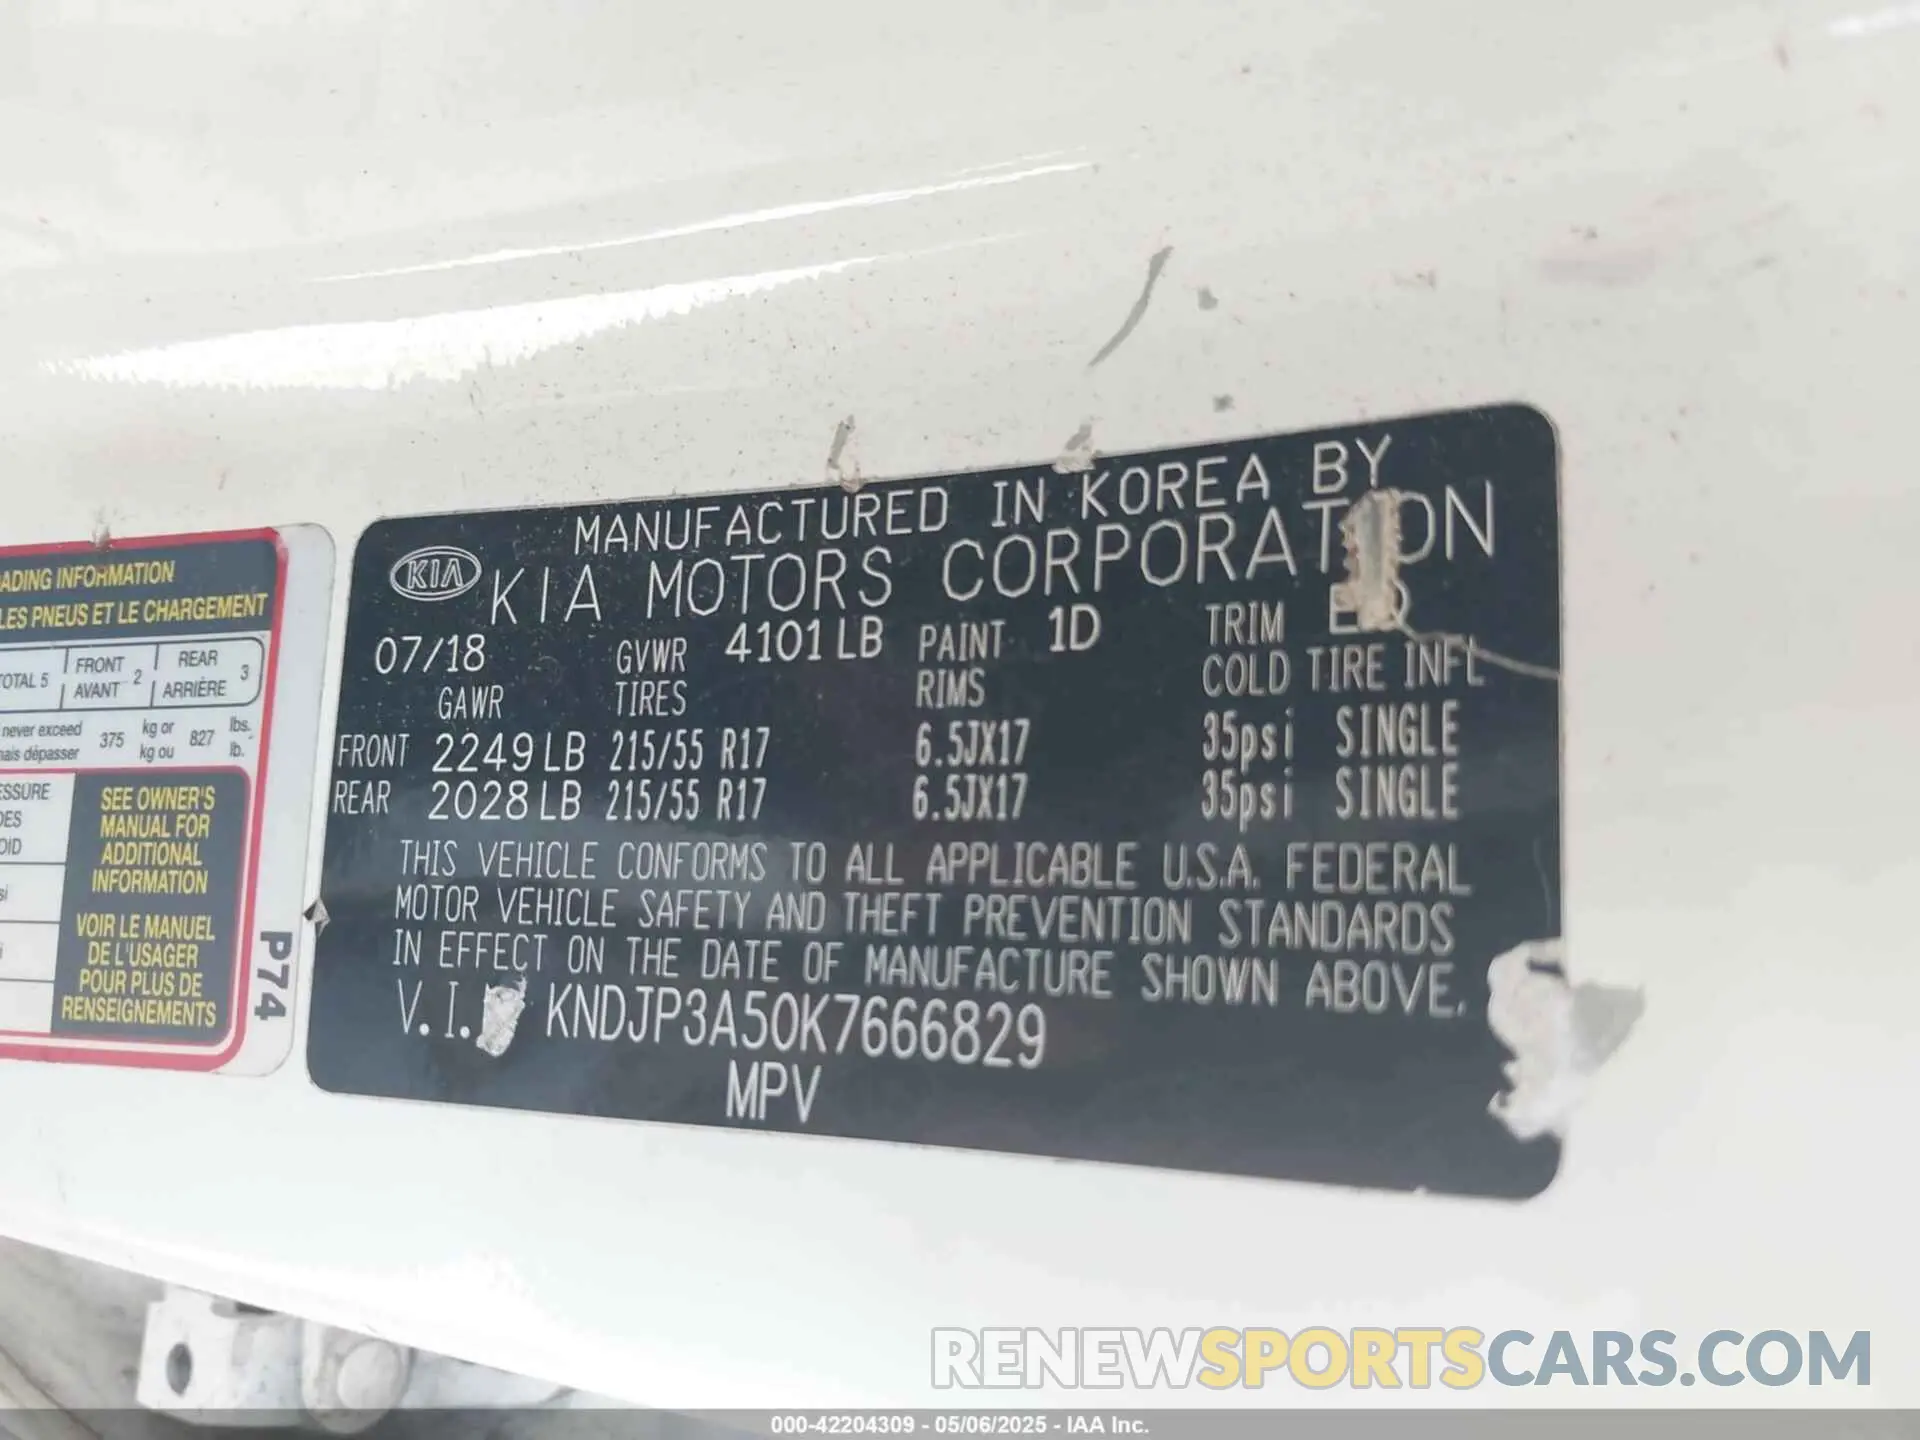 ADING INFORMATION
LES PNEUS ET LE CHARGEMENT
TOTAL 5 FRONT AVANT 2 REAR ARRIÈRE 3
never exceed 375 kg or 827 lbs.
mais dépasser kg ou lb.
ESSURE
SEE OWNER'S
MANUAL FOR
ADDITIONAL
INFORMATION
VOIR LE MANUEL
DE L'USAGER
POUR PLUS DE
RENSEIGNEMENTS
P74
MANUFACTURED IN KOREA BY
KIA KIA MOTORS CORPORATION
07/18 GVWR 4101 LB PAINT 1D TRIM
GAWR TIRES RIMS COLD TIRE INFL
FRONT 2249 LB 215/55 R17 6.5JX17 35psi SINGLE
REAR 2028 LB 215/55 R17 6.5JX17 35psi SINGLE
THIS VEHICLE CONFORMS TO ALL APPLICABLE U.S.A. FEDERAL
MOTOR VEHICLE SAFETY AND THEFT PREVENTION STANDARDS
IN EFFECT ON THE DATE OF MANUFACTURE SHOWN ABOVE.
V.I. KNDJP3A50K7666829
MPV
RENEWSPORTSCARS.COM
000-42204309 - 05/06/2025 - IAA Inc.